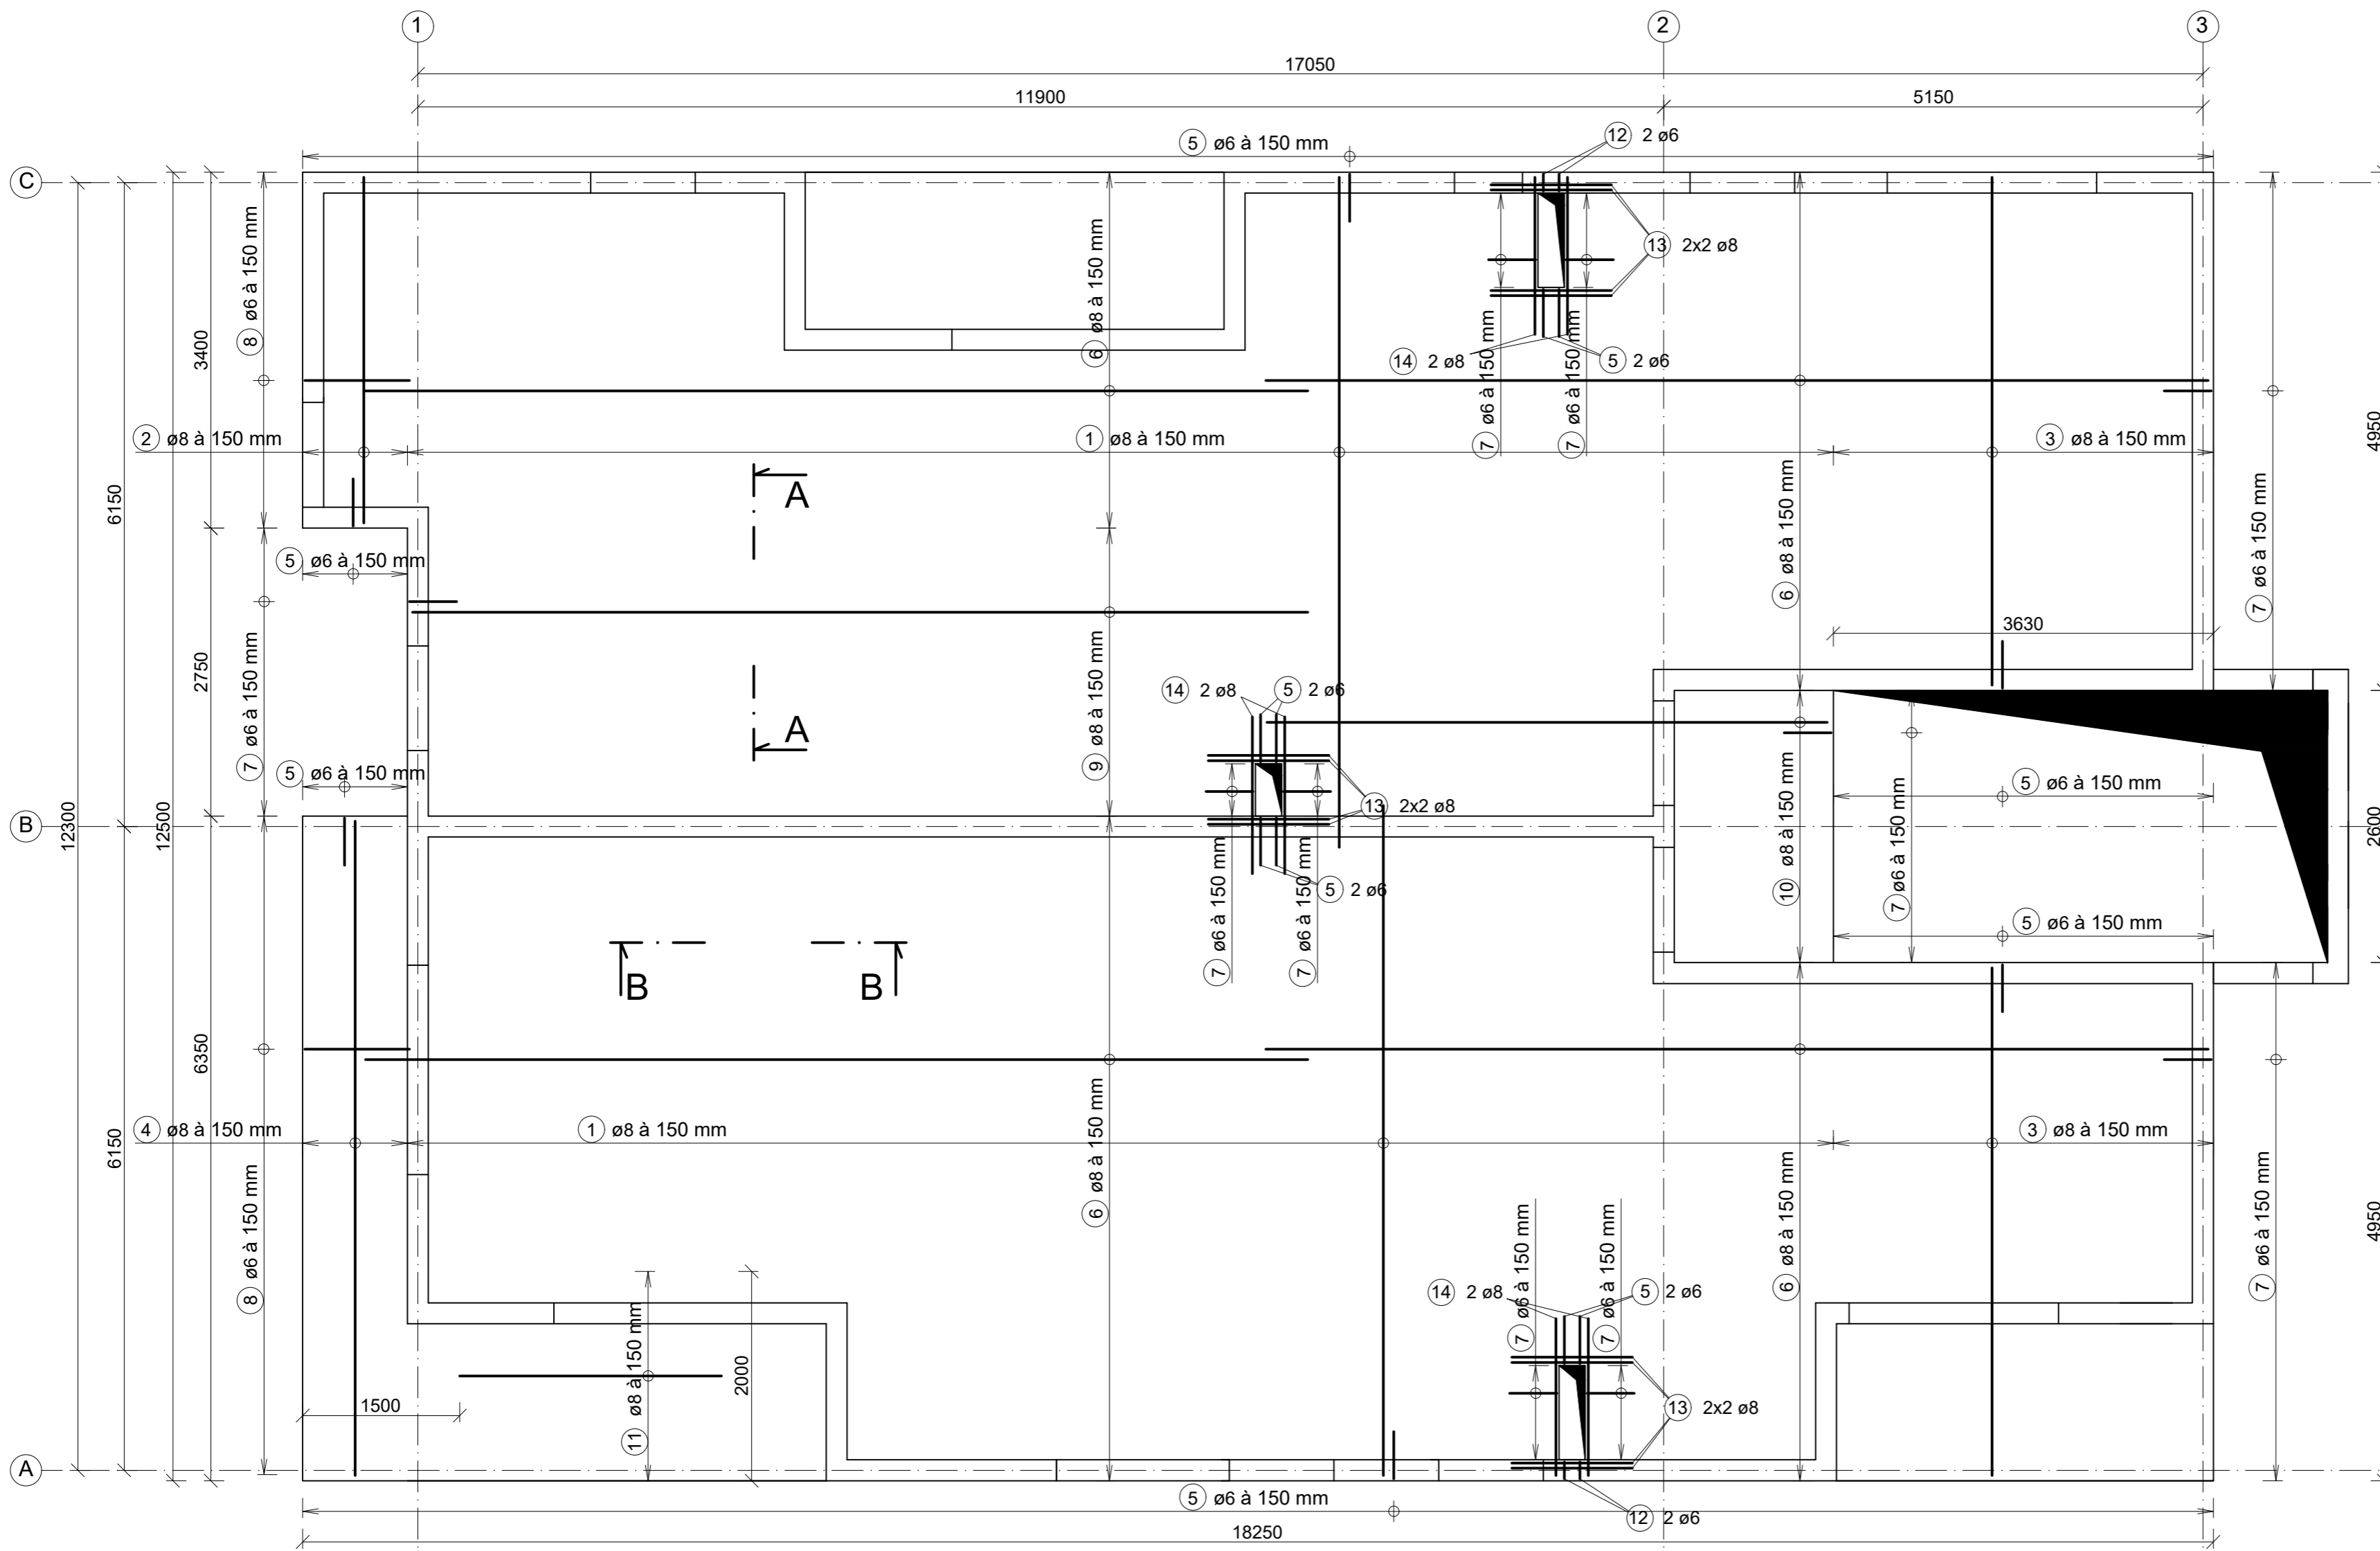 1
2
3
17050
11900
5150
5 ø6 à 150 mm
12 2 ø6
C
8 ø6 à 150 mm
6 ø8 à 150 mm
13 2x2 ø8
3400
14 2 ø8
5 2 ø6
7 ø6 à 150 mm
7 ø6 à 150 mm
4950
2 ø8 à 150 mm
1 ø8 à 150 mm
3 ø8 à 150 mm
A
6150
6 ø8 à 150 mm
7 ø6 à 150 mm
5 ø6 à 150 mm
3630
2750
7 ø6 à 150 mm
9 ø8 à 150 mm
14 2 ø8
5 2 ø6
A
5 ø6 à 150 mm
5 ø6 à 150 mm
12300
12500
B
13 2x2 ø8
10 ø8 à 150 mm
7 ø6 à 150 mm
2600
5 2 ø6
7 ø6 à 150 mm
7 ø6 à 150 mm
5 ø6 à 150 mm
B
B
6350
6150
4 ø8 à 150 mm
1 ø8 à 150 mm
3 ø8 à 150 mm
8 ø6 à 150 mm
6 ø8 à 150 mm
6 ø8 à 150 mm
7 ø6 à 150 mm
4950
14 2 ø8
7 ø6 à 150 mm
7 ø6 à 150 mm
5 2 ø6
11 ø8 à 150 mm
2000
1500
13 2x2 ø8
A
5 ø6 à 150 mm
12 2 ø6
18250